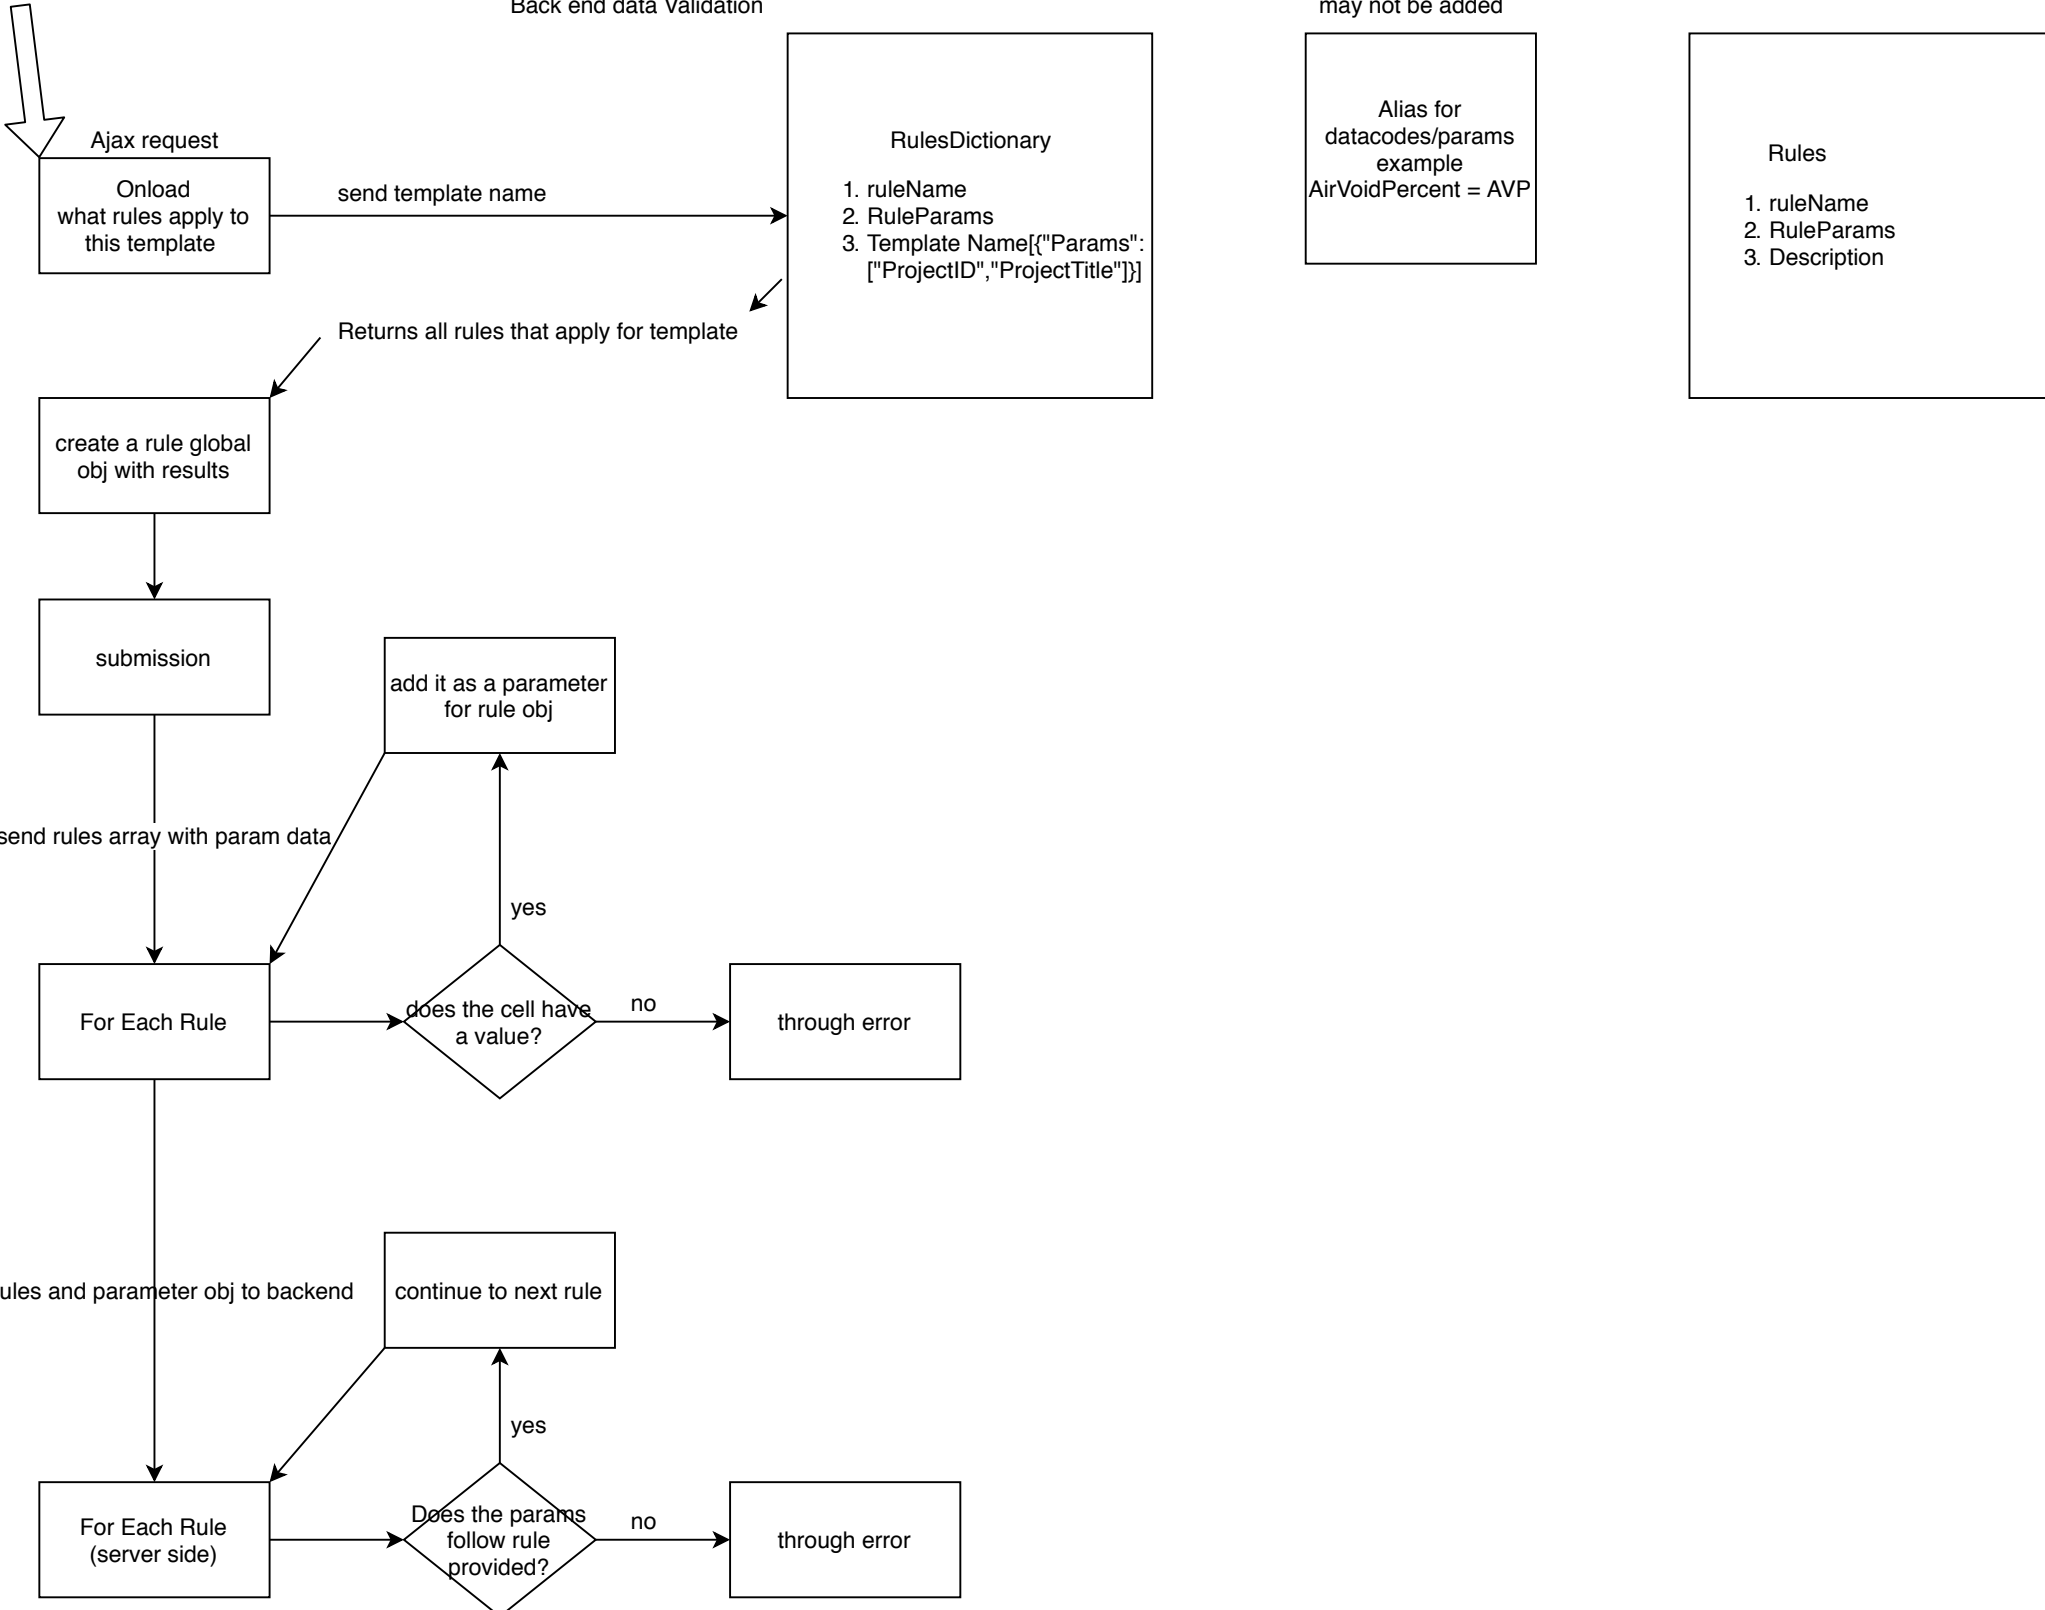 Back end data Validation
may not be added
Ajax request
Onload
what rules apply to
this template
send template name
RulesDictionary
1. ruleName
2. RuleParams
3. Template Name[{"Params":
["ProjectID","ProjectTitle"]}]
Alias for
datacodes/params
example
AirVoidPercent = AVP
Rules
1. ruleName
2. RuleParams
3. Description
Returns all rules that apply for template
create a rule global
obj with results
submission
add it as a parameter
for rule obj
send rules array with param data
yes
For Each Rule
does the cell have
a value?
no
through error
ules and parameter obj to backend
continue to next rule
yes
For Each Rule
(server side)
Does the params
follow rule
provided?
no
through error